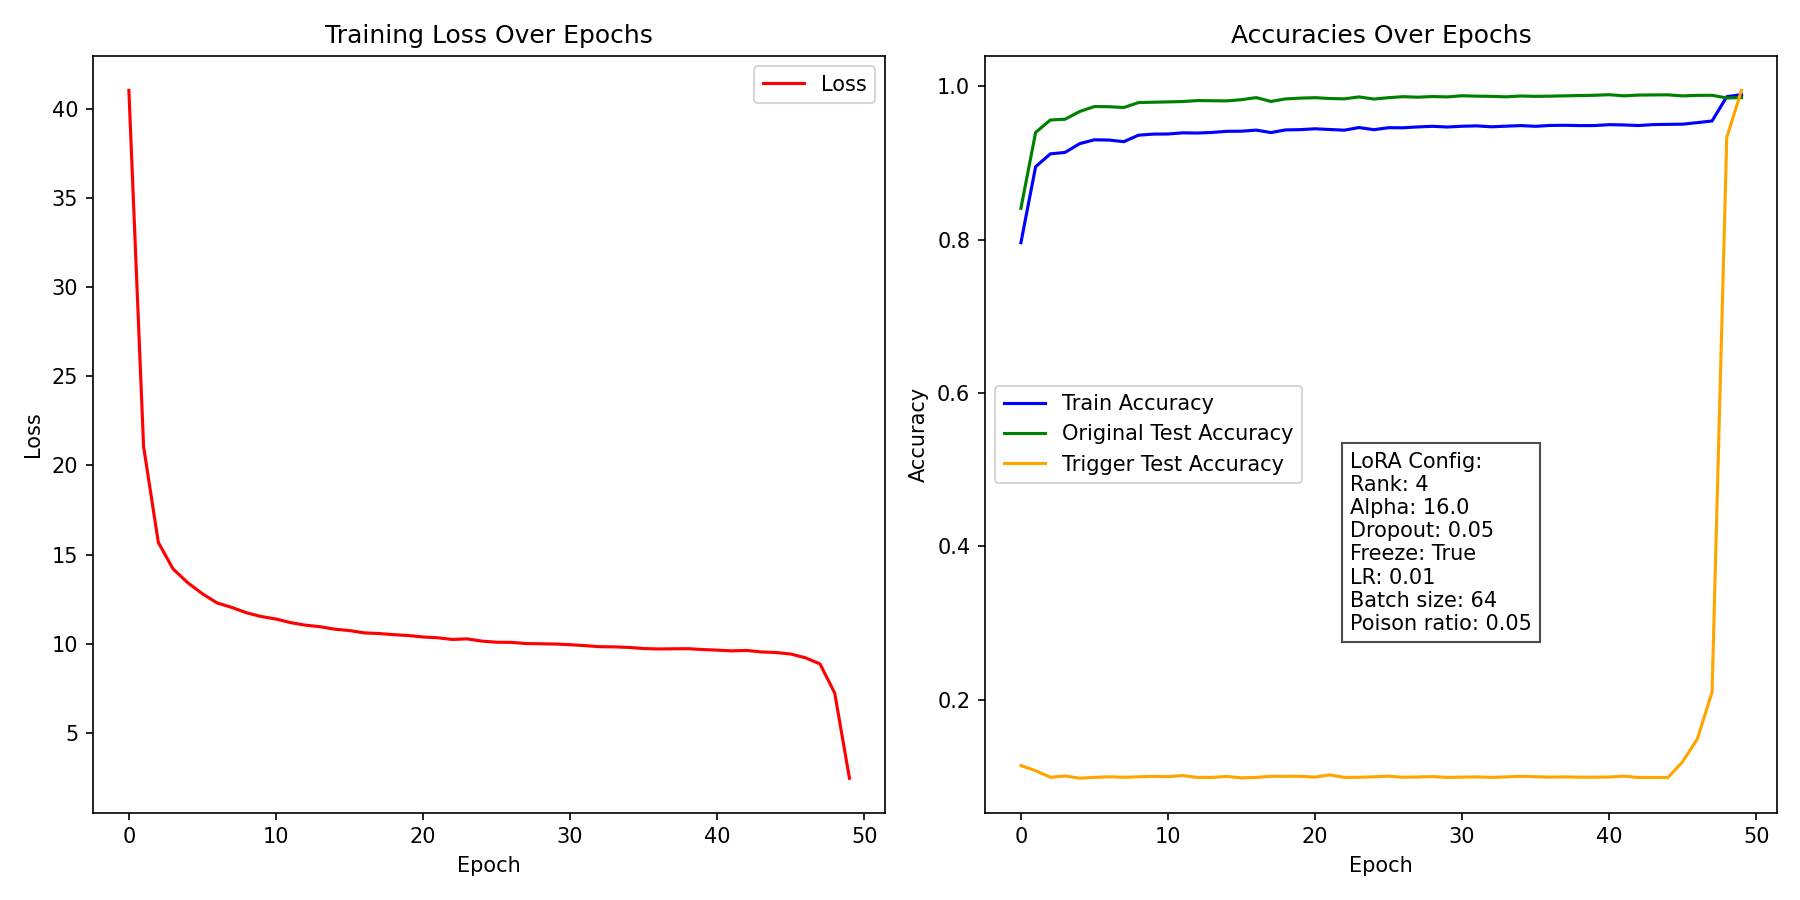 Training Loss Over Epochs
Loss
40
35
30
25
20
15
10
5
Loss
0
10
20
30
40
50
Epoch
Accuracies Over Epochs
1.0
0.8
0.6
0.4
0.2
Accuracy
Train Accuracy
Original Test Accuracy
Trigger Test Accuracy
LoRA Config:
Rank: 4
Alpha: 16.0
Dropout: 0.05
Freeze: True
LR: 0.01
Batch size: 64
Poison ratio: 0.05
0
10
20
30
40
50
Epoch